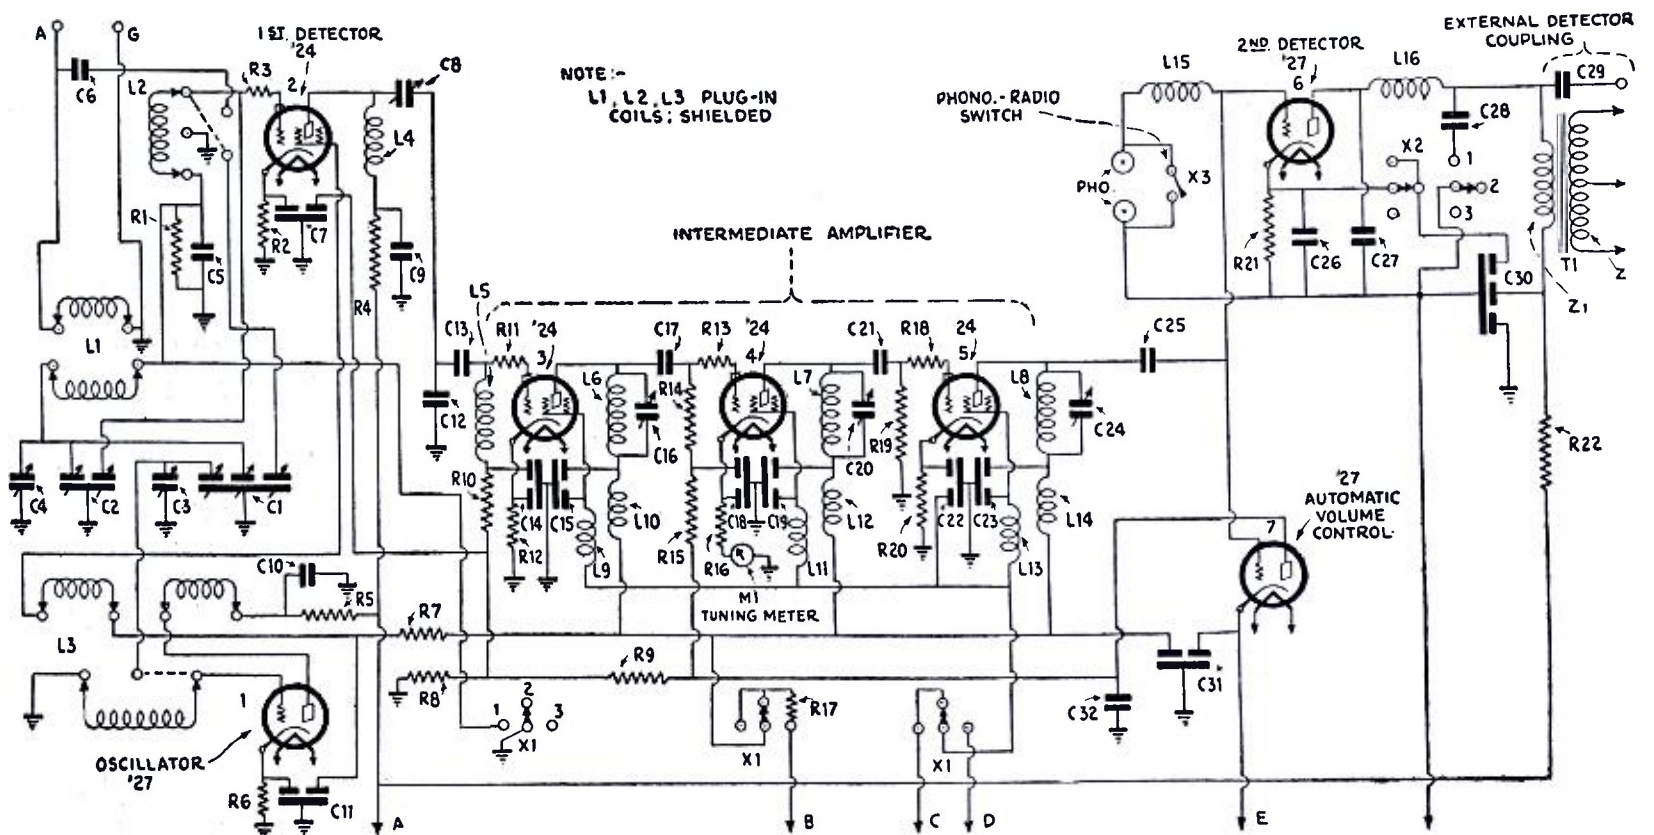 A
G
1ST. DETECTOR
'24
2
C6
L2
R3
C8
L4
R1
C5
R2
C7
C9
R4
L1
NOTE:-
L1, L2, L3 PLUG-IN
COILS; SHIELDED
PHONO.-RADIO
SWITCH
L15
2ND. DETECTOR
'27
6
L16
EXTERNAL DETECTOR
COUPLING
C29
C28
X2
1
2
3
PHO.
X3
R21
C26
C27
C30
T1
Z
Z1
INTERMEDIATE AMPLIFIER
L5
C13
R11
'24
3
C17
R13
'24
4
C21
R18
24
5
C25
C12
L6
R14
C16
L7
R19
C20
L8
C24
R22
R10
C14
C15
L10
R12
L9
R15
C18
C19
L12
R16
L11
M1
TUNING METER
C22
C23
L14
R20
L13
'27
AUTOMATIC
VOLUME
CONTROL.
7
C4
C2
C3
C1
C10
R5
R7
L3
R8
R9
1
2
3
X1
R17
X1
X1
C32
C31
1
OSCILLATOR
'27
R6
C11
A
B
C
D
E